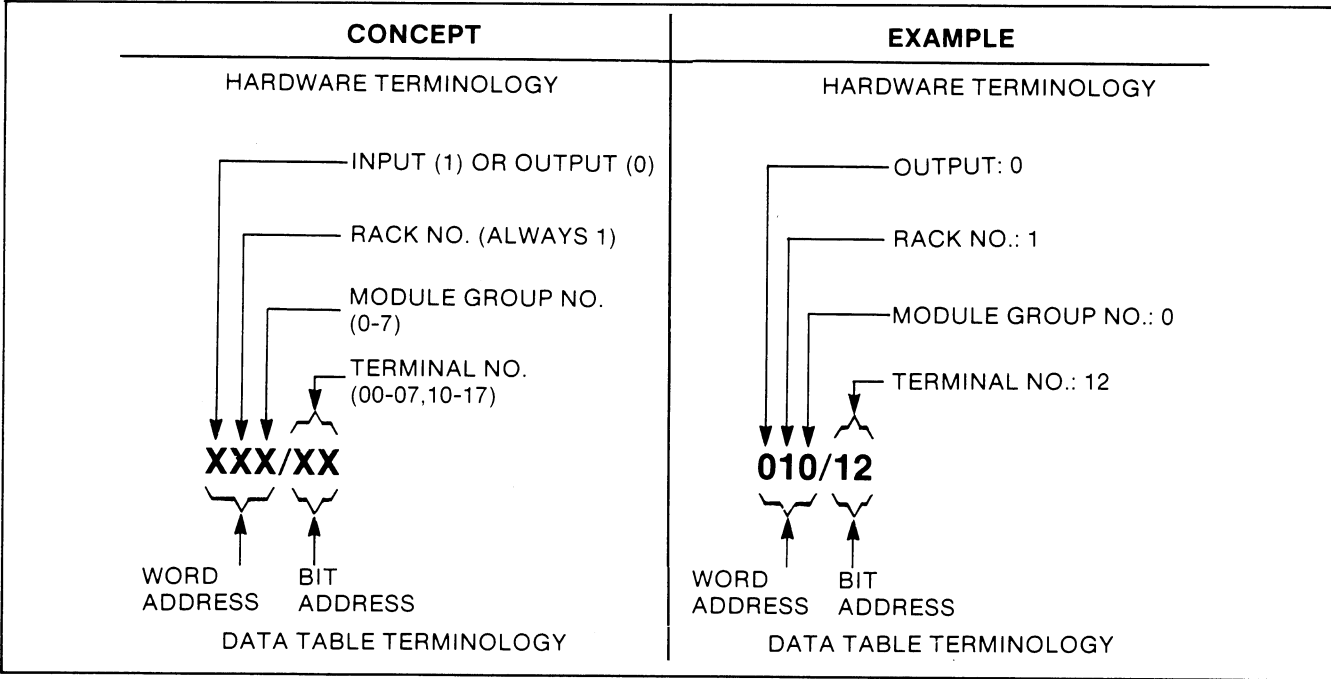 CONCEPT
HARDWARE TERMINOLOGY
INPUT (1) OR OUTPUT (0)
RACK NO. (ALWAYS 1)
MODULE GROUP NO.
(0-7)
TERMINAL NO.
(00-07,10-17)
XXX/XX
WORD
ADDRESS
BIT
ADDRESS
DATA TABLE TERMINOLOGY
EXAMPLE
HARDWARE TERMINOLOGY
OUTPUT: 0
RACK NO.: 1
MODULE GROUP NO.: 0
TERMINAL NO.: 12
010/12
WORD
ADDRESS
BIT
ADDRESS
DATA TABLE TERMINOLOGY